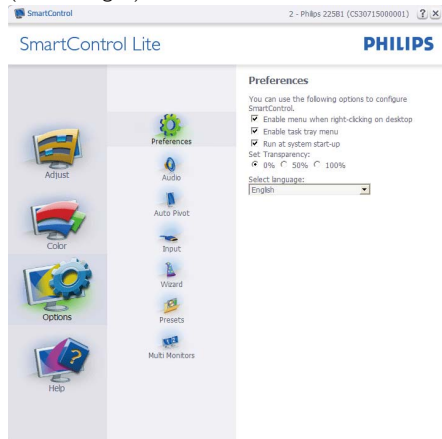 SmartControl
2 - Philips 225B1 (CS30715000001)
?
X
SmartControl Lite
PHILIPS
Adjust
Color
Options
Help
Preferences
Audio
Auto Pivot
Input
Wizard
Presets
Multi Monitors
Preferences
You can use the following options to configure
SmartControl.
Enable menu when right-clicking on desktop
Enable task tray menu
Run at system start-up
Set Transparency:
0% 50% 100%
Select language:
English